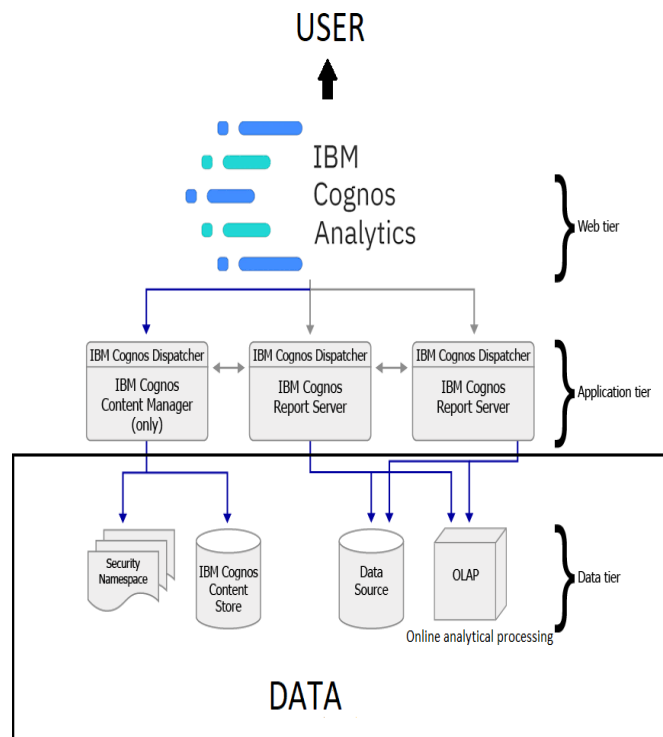 USER
IBM
Cognos
Analytics
Web tier
IBM Cognos Dispatcher
IBM Cognos
Content Manager
(only)
IBM Cognos Dispatcher
IBM Cognos
Report Server
IBM Cognos Dispatcher
IBM Cognos
Report Server
Application tier
Security
Namespace
IBM Cognos
Content
Store
Data
Source
OLAP
Online analytical processing
Data tier
DATA